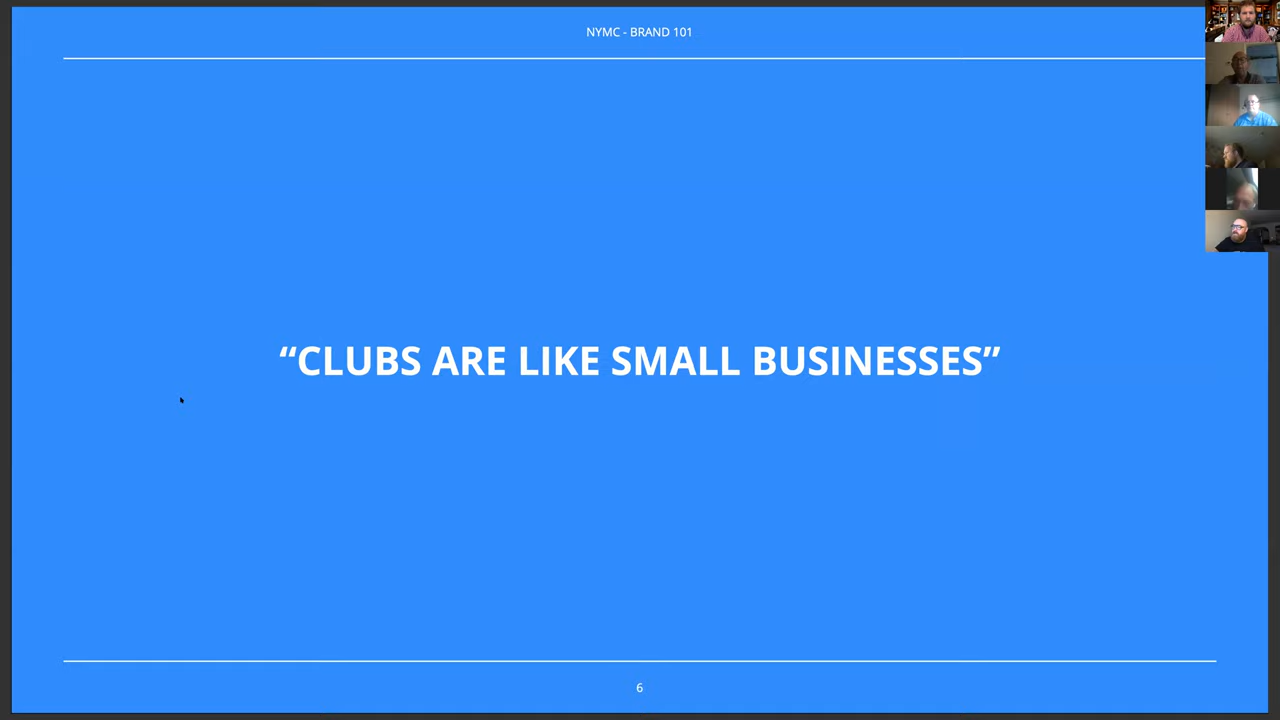 NYMC - BRAND 101
“CLUBS ARE LIKE SMALL BUSINESSES”
6